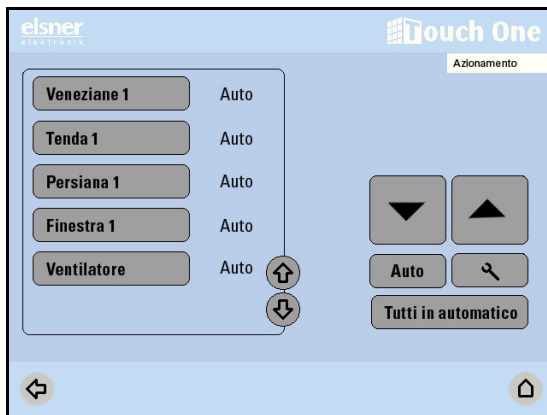 elsner
elektronik
Touch One
Azionamento
Veneziane 1 Auto
Tenda 1 Auto
Persiana 1 Auto
Finestra 1 Auto
Ventilatore Auto
Auto
Tutti in automatico